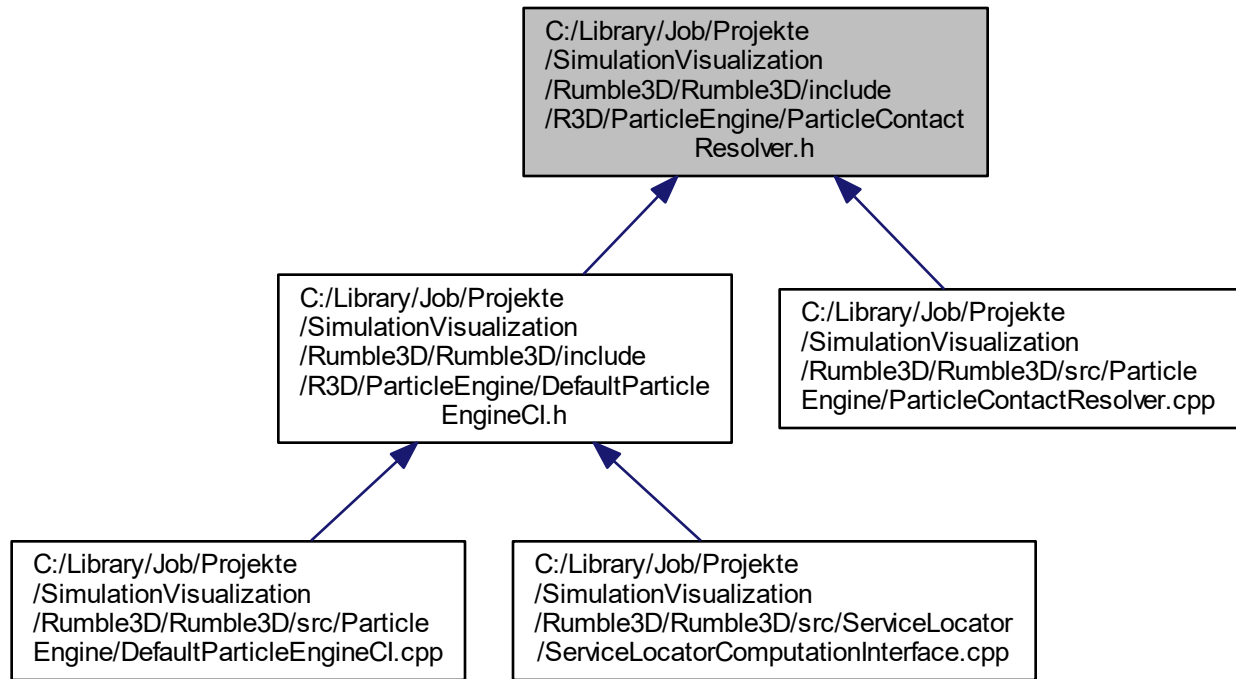 C:/Library/Job/Projekte
/SimulationVisualization
/Rumble3D/Rumble3D/include
/R3D/ParticleEngine/ParticleContact
Resolver.h
C:/Library/Job/Projekte
/SimulationVisualization
/Rumble3D/Rumble3D/include
/R3D/ParticleEngine/DefaultParticle
EngineCI.h
C:/Library/Job/Projekte
/SimulationVisualization
/Rumble3D/Rumble3D/src/Particle
Engine/ParticleContactResolver.cpp
C:/Library/Job/Projekte
/SimulationVisualization
/Rumble3D/Rumble3D/src/Particle
Engine/DefaultParticleEngineCI.cpp
C:/Library/Job/Projekte
/SimulationVisualization
/Rumble3D/Rumble3D/src/ServiceLocator
/ServiceLocatorComputationInterface.cpp